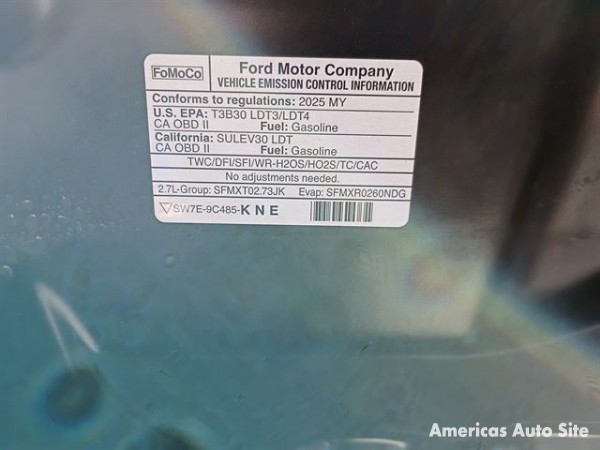 FoMoCo
Ford Motor Company
VEHICLE EMISSION CONTROL INFORMATION
Conforms to regulations: 2025 MY
U.S. EPA: T3B30 LDT3/LDT4
CA OBD II Fuel: Gasoline
California: SULEV30 LDT
CA OBD II Fuel: Gasoline
TWC/DFI/SFI/WR-H2OS/HO2S/TC/CAC
No adjustments needed.
2.7L-Group: SFMXT02.73JK Evap: SFMXR0260NDG
SW7E-9C485-K N E
Americas Auto Site